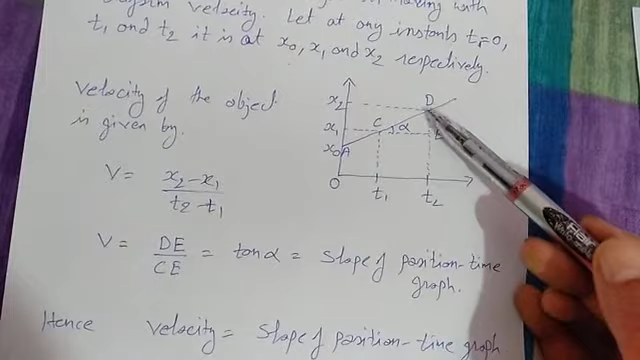 uniform velocity. Let at any instants t=0,
t₁ and t₂ it is at x₀, x₁ and x₂ respectively.
Velocity of the object
is given by.
V = x₂-x₁ / t₂-t₁
x₂
D
x₁
C
α
x₀
A
O
t₁
t₂
V = DE / CE = tanα = Slope of position-time
graph.
Hence velocity = Slope of position-time graph